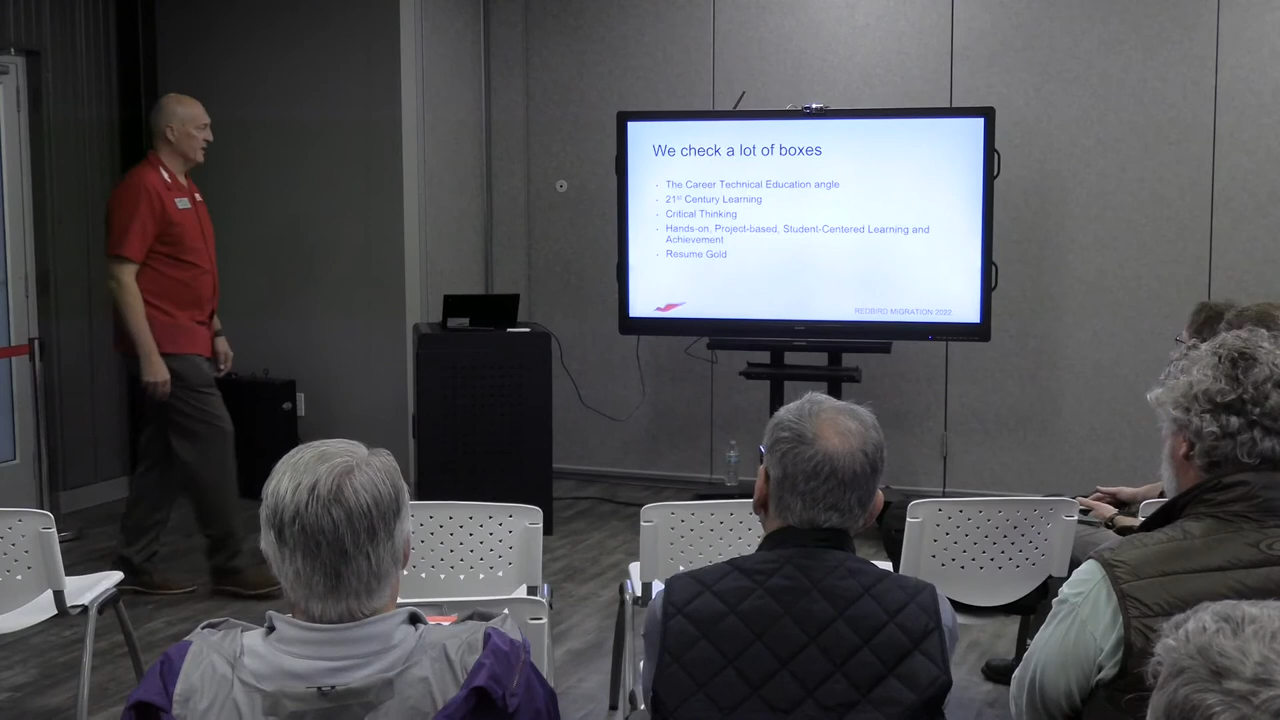 We check a lot of boxes
· The Career Technical Education angle
· 21st Century Learning
· Critical Thinking
· Hands-on, Project-based, Student-Centered Learning and
Achievement
· Resume Gold
REDBIRD MIGRATION 2022